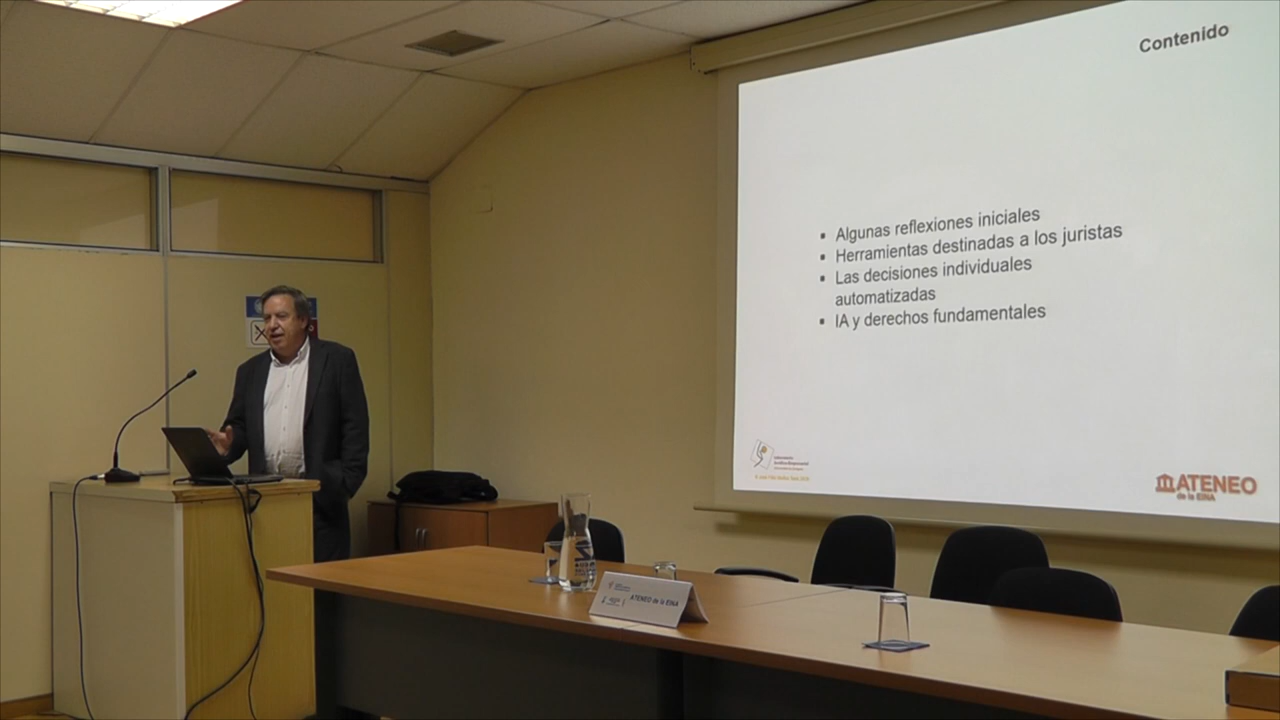 Contenido
Algunas reflexiones iniciales
Herramientas destinadas a los juristas
Las decisiones individuales
automatizadas
IA y derechos fundamentales
ATENEO
de la EINA
ATENEO de la EINA